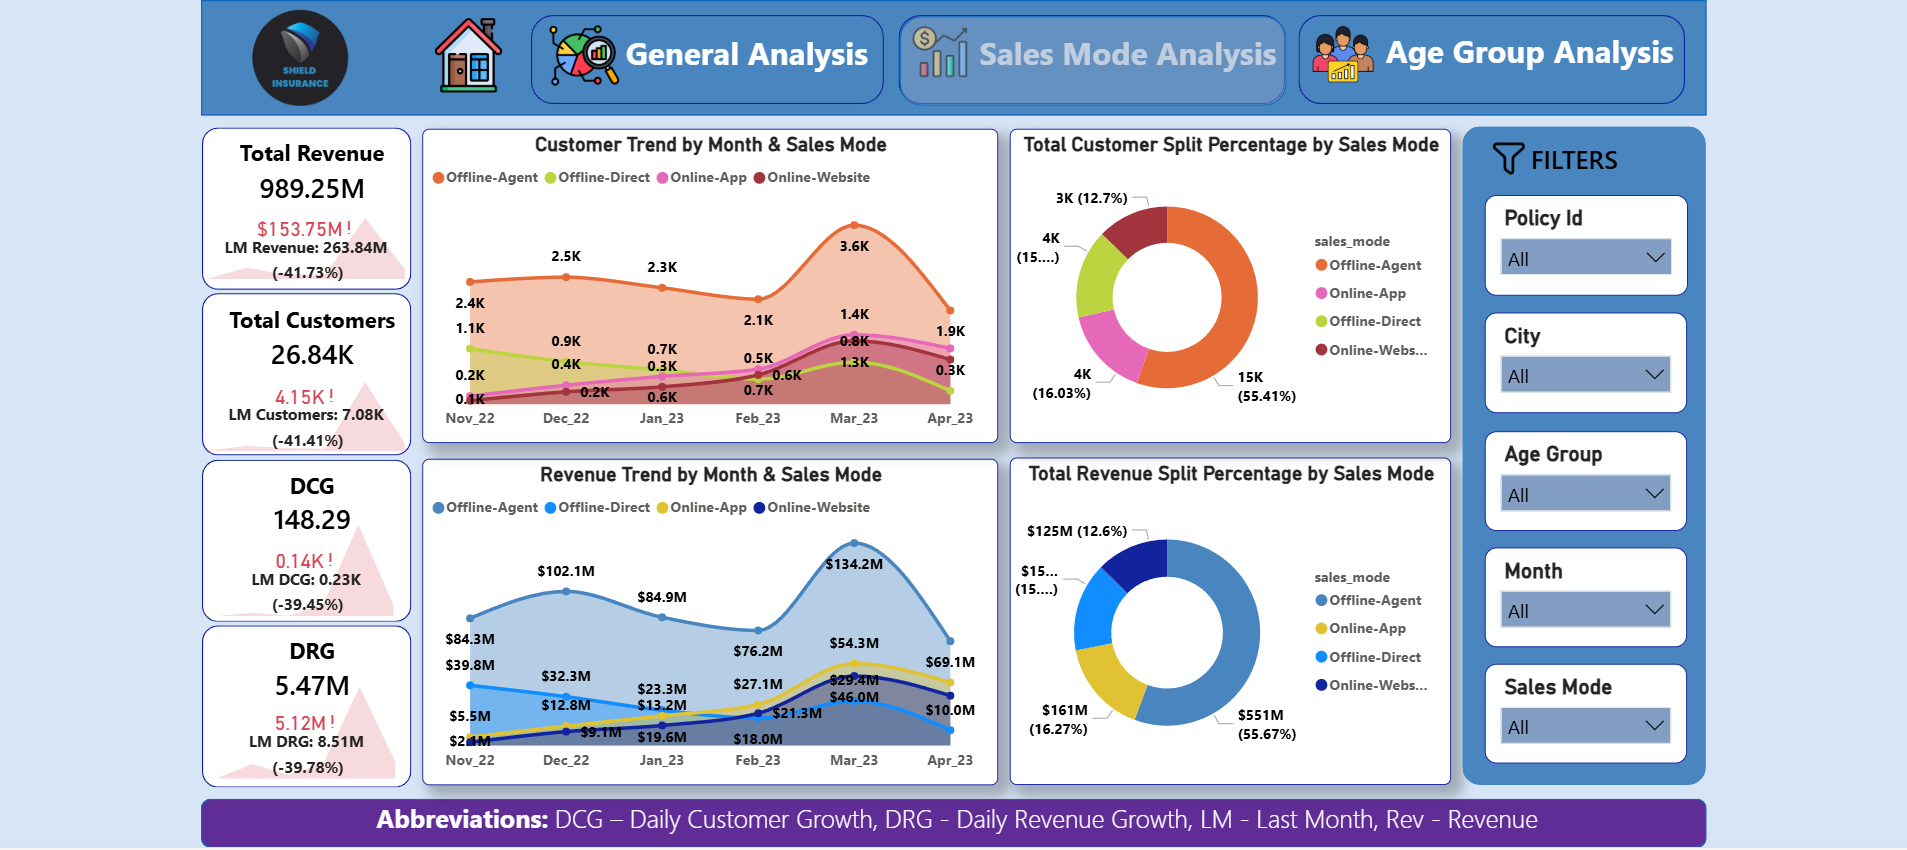 SHIELD
INSURANCE
General Analysis
Sales Mode Analysis
Age Group Analysis
Total Revenue
989.25M
$153.75M!
LM Revenue: 263.84M
(-41.73%)
Total Customers
26.84K
4.15K!
LM Customers: 7.08K
(-41.41%)
DCG
148.29
0.14K!
LM DCG: 0.23K
(-39.45%)
DRG
5.47M
5.12M!
LM DRG: 8.51M
(-39.78%)
Customer Trend by Month & Sales Mode
Offline-Agent Offline-Direct Online-App Online-Website
2.4K
2.5K
2.3K
2.1K
3.6K
1.9K
1.1K
0.9K
0.7K
0.5K
1.4K
0.8K
1.3K
0.2K
0.4K
0.3K
0.6K
0.7K
0.3K
0.1K
0.2K
0.6K
Nov_22 Dec_22 Jan_23 Feb_23 Mar_23 Apr_23
Total Customer Split Percentage by Sales Mode
3K (12.7%)
4K
(15....)
4K
(16.03%)
15K
(55.41%)
sales_mode
Offline-Agent
Online-App
Offline-Direct
Online-Webs...
Revenue Trend by Month & Sales Mode
Offline-Agent Offline-Direct Online-App Online-Website
$84.3M
$102.1M
$84.9M
$76.2M
$134.2M
$69.1M
$39.8M
$32.3M
$23.3M
$27.1M
$54.3M
$29.4M
$46.0M
$10.0M
$5.5M
$12.8M
$13.2M
$21.3M
$2.1M
$9.1M
$19.6M
$18.0M
Nov_22 Dec_22 Jan_23 Feb_23 Mar_23 Apr_23
Total Revenue Split Percentage by Sales Mode
$125M (12.6%)
$15...
(15....)
$161M
(16.27%)
$551M
(55.67%)
sales_mode
Offline-Agent
Online-App
Offline-Direct
Online-Webs...
FILTERS
Policy Id
All
City
All
Age Group
All
Month
All
Sales Mode
All
Abbreviations: DCG – Daily Customer Growth, DRG - Daily Revenue Growth, LM - Last Month, Rev - Revenue